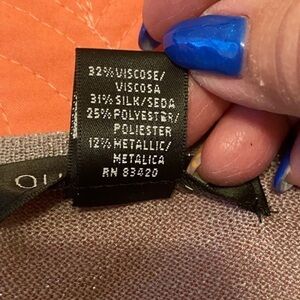 32% VISCOSE/
VISCOSA
31% SILK/SEDA
25% POLYESTER/
POLIESTER
12% METALLIC/
METALICA
RN 83420